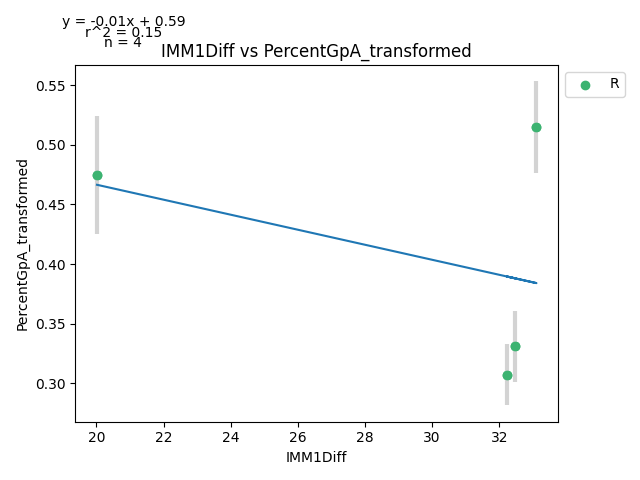 y = -0.01x + 0.59
r^2 = 0.15
n = 4
IMM1Diff vs PercentGpA_transformed
R
0.55
0.50
0.45
0.40
0.35
0.30
PercentGpA_transformed
20
22
24
26
28
30
32
IMM1Diff